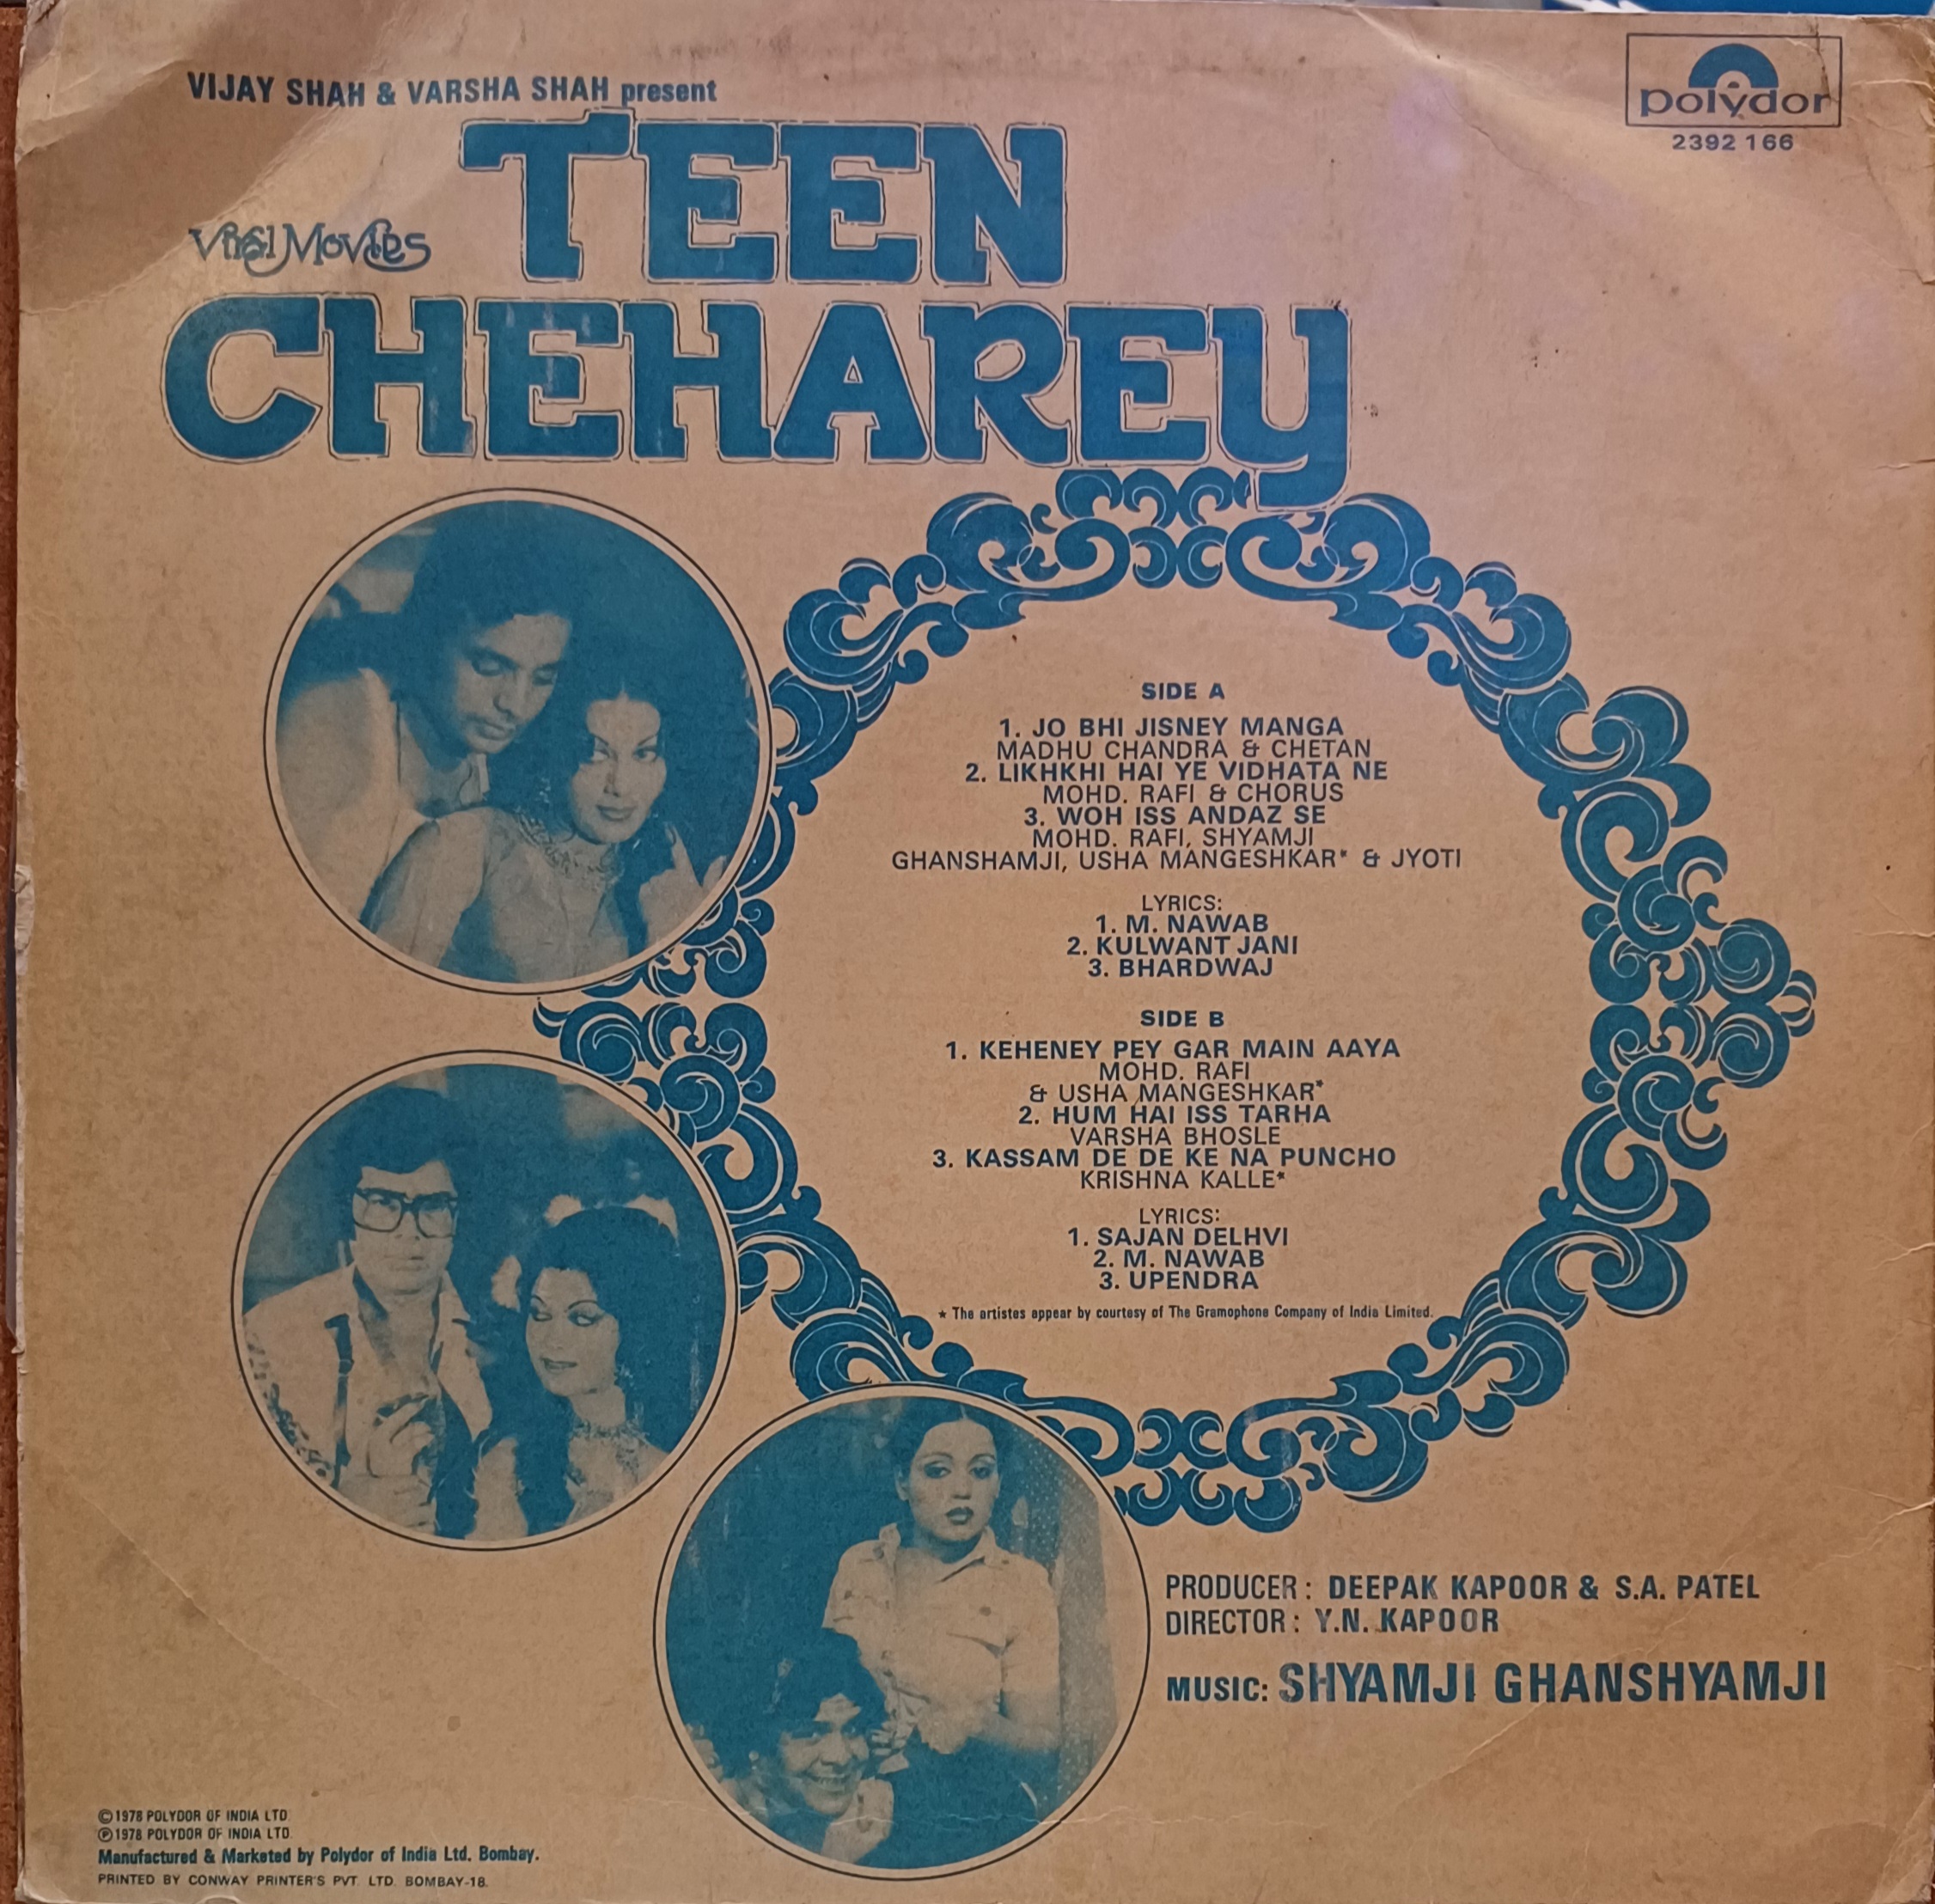 VIJAY SHAH & VARSHA SHAH present
polydor
2392 166
TEEN
Viral Movies
CHEHAREY
SIDE A
1. JO BHI JISNEY MANGA
MADHU CHANDRA & CHETAN
2. LIKHKHI HAI YE VIDHATA NE
MOHD. RAFI & CHORUS
3. WOH ISS ANDAZ SE
MOHD. RAFI, SHYAMJI
GHANSHAMJI, USHA MANGESHKAR* & JYOTI
LYRICS:
1. M. NAWAB
2. KULWANT JANI
3. BHARDWAJ
SIDE B
1. KEHENEY PEY GAR MAIN AAYA
MOHD. RAFI
& USHA MANGESHKAR*
2. HUM HAI ISS TARHA
VARSHA BHOSLE
3. KASSAM DE DE KE NA PUNCHO
KRISHNA KALLE*
LYRICS:
1. SAJAN DELHVI
2. M. NAWAB
3. UPENDRA
* The artistes appear by courtesy of The Gramophone Company of India Limited.
PRODUCER: DEEPAK KAPOOR & S.A. PATEL
DIRECTOR: Y.N. KAPOOR
MUSIC: SHYAMJI GHANSHYAMJI
©1978 POLYDOR OF INDIA LTD.
℗1978 POLYDOR OF INDIA LTD.
Manufactured & Marketed by Polydor of India Ltd. Bombay.
PRINTED BY CONWAY PRINTER'S PVT. LTD. BOMBAY-18.